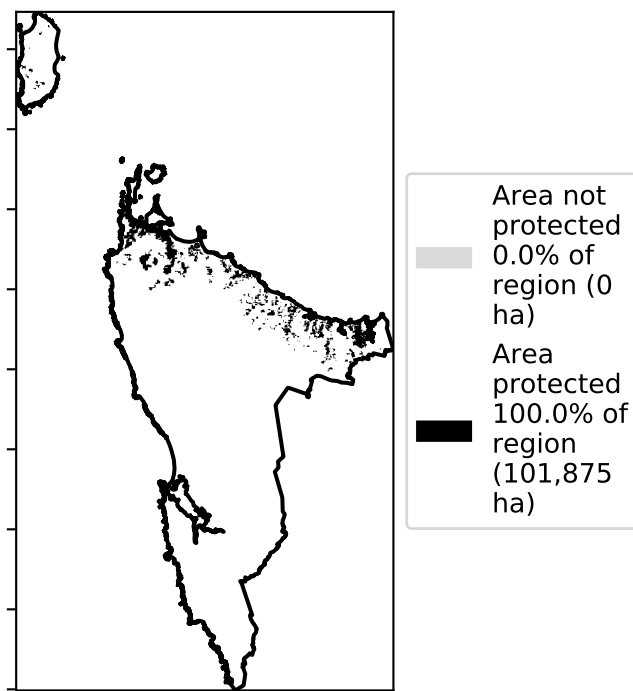 Area not
protected
0.0% of
region (0
ha)
Area
protected
100.0% of
region
(101,875
ha)